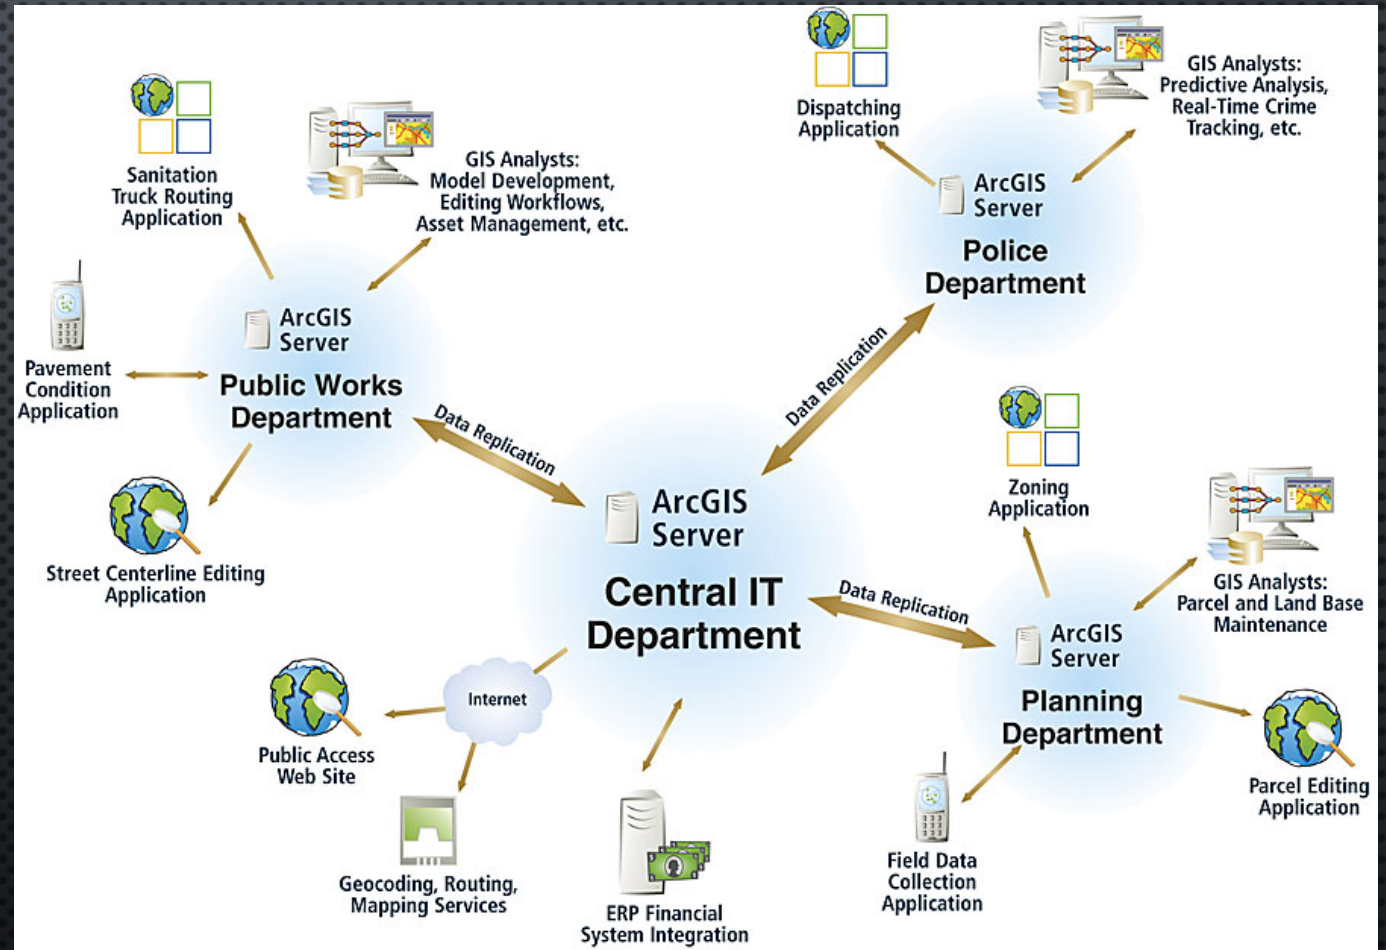 Sanitation
Truck Routing
Application
GIS Analysts:
Model Development,
Editing Workflows,
Asset Management, etc.
Pavement
Condition
Application
ArcGIS
Server
Public Works
Department
Street Centerline Editing
Application
Data Replication
Dispatching
Application
GIS Analysts:
Predictive Analysis,
Real-Time Crime
Tracking, etc.
ArcGIS
Server
Police
Department
Data Replication
ArcGIS
Server
Central IT
Department
Data Replication
Zoning
Application
GIS Analysts:
Parcel and Land Base
Maintenance
ArcGIS
Server
Planning
Department
Parcel Editing
Application
Field Data
Collection
Application
Internet
Public Access
Web Site
Geocoding, Routing,
Mapping Services
ERP Financial
System Integration